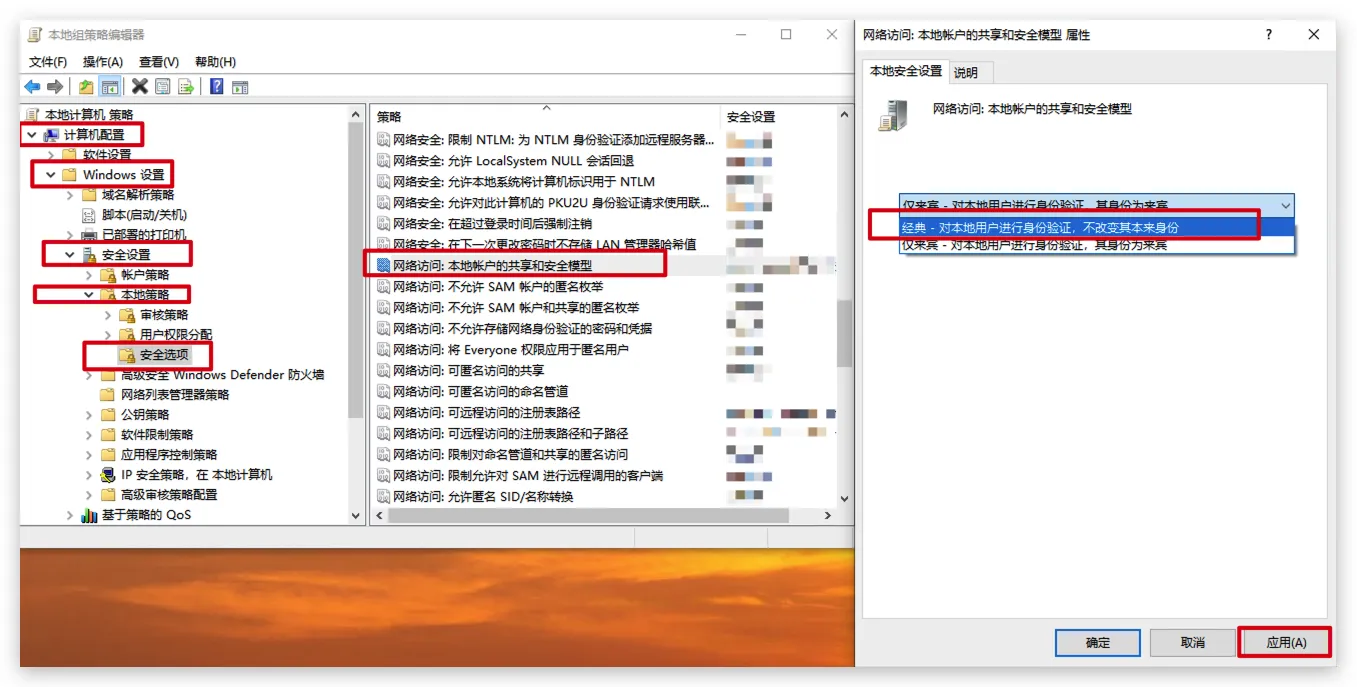 本地组策略编辑器
文件(F) 操作(A) 查看(V) 帮助(H)
本地计算机 策略
计算机配置
软件设置
Windows 设置
域名解析策略
脚本(启动/关机)
已部署的打印机
安全设置
帐户策略
本地策略
审核策略
用户权限分配
安全选项
高级安全 Windows Defender 防火墙
网络列表管理器策略
公钥策略
软件限制策略
应用程序控制策略
IP 安全策略，在 本地计算机
高级审核策略配置
基于策略的 QoS
策略 安全设置
网络安全: 限制 NTLM: 为 NTLM 身份验证添加远程服务器...
网络安全: 允许 LocalSystem NULL 会话回退
网络安全: 允许本地系统将计算机标识用于 NTLM
网络安全: 允许对此计算机的 PKU2U 身份验证请求使用联...
网络安全: 在超过登录时间后强制注销
网络安全: 在下一次更改密码时不存储 LAN 管理器哈希值
网络访问: 本地帐户的共享和安全模型
网络访问: 不允许 SAM 帐户的匿名枚举
网络访问: 不允许 SAM 帐户和共享的匿名枚举
网络访问: 不允许存储网络身份验证的密码和凭据
网络访问: 将 Everyone 权限应用于匿名用户
网络访问: 可匿名访问的共享
网络访问: 可匿名访问的命名管道
网络访问: 可远程访问的注册表路径
网络访问: 可远程访问的注册表路径和子路径
网络访问: 限制对命名管道和共享的匿名访问
网络访问: 限制允许对 SAM 进行远程调用的客户端
网络访问: 允许匿名 SID/名称转换
网络访问: 本地帐户的共享和安全模型 属性
本地安全设置 说明
网络访问: 本地帐户的共享和安全模型
仅来宾 - 对本地用户进行身份验证，其身份为来宾
经典 - 对本地用户进行身份验证，不改变其本来身份
仅来宾 - 对本地用户进行身份验证，其身份为来宾
确定 取消 应用(A)